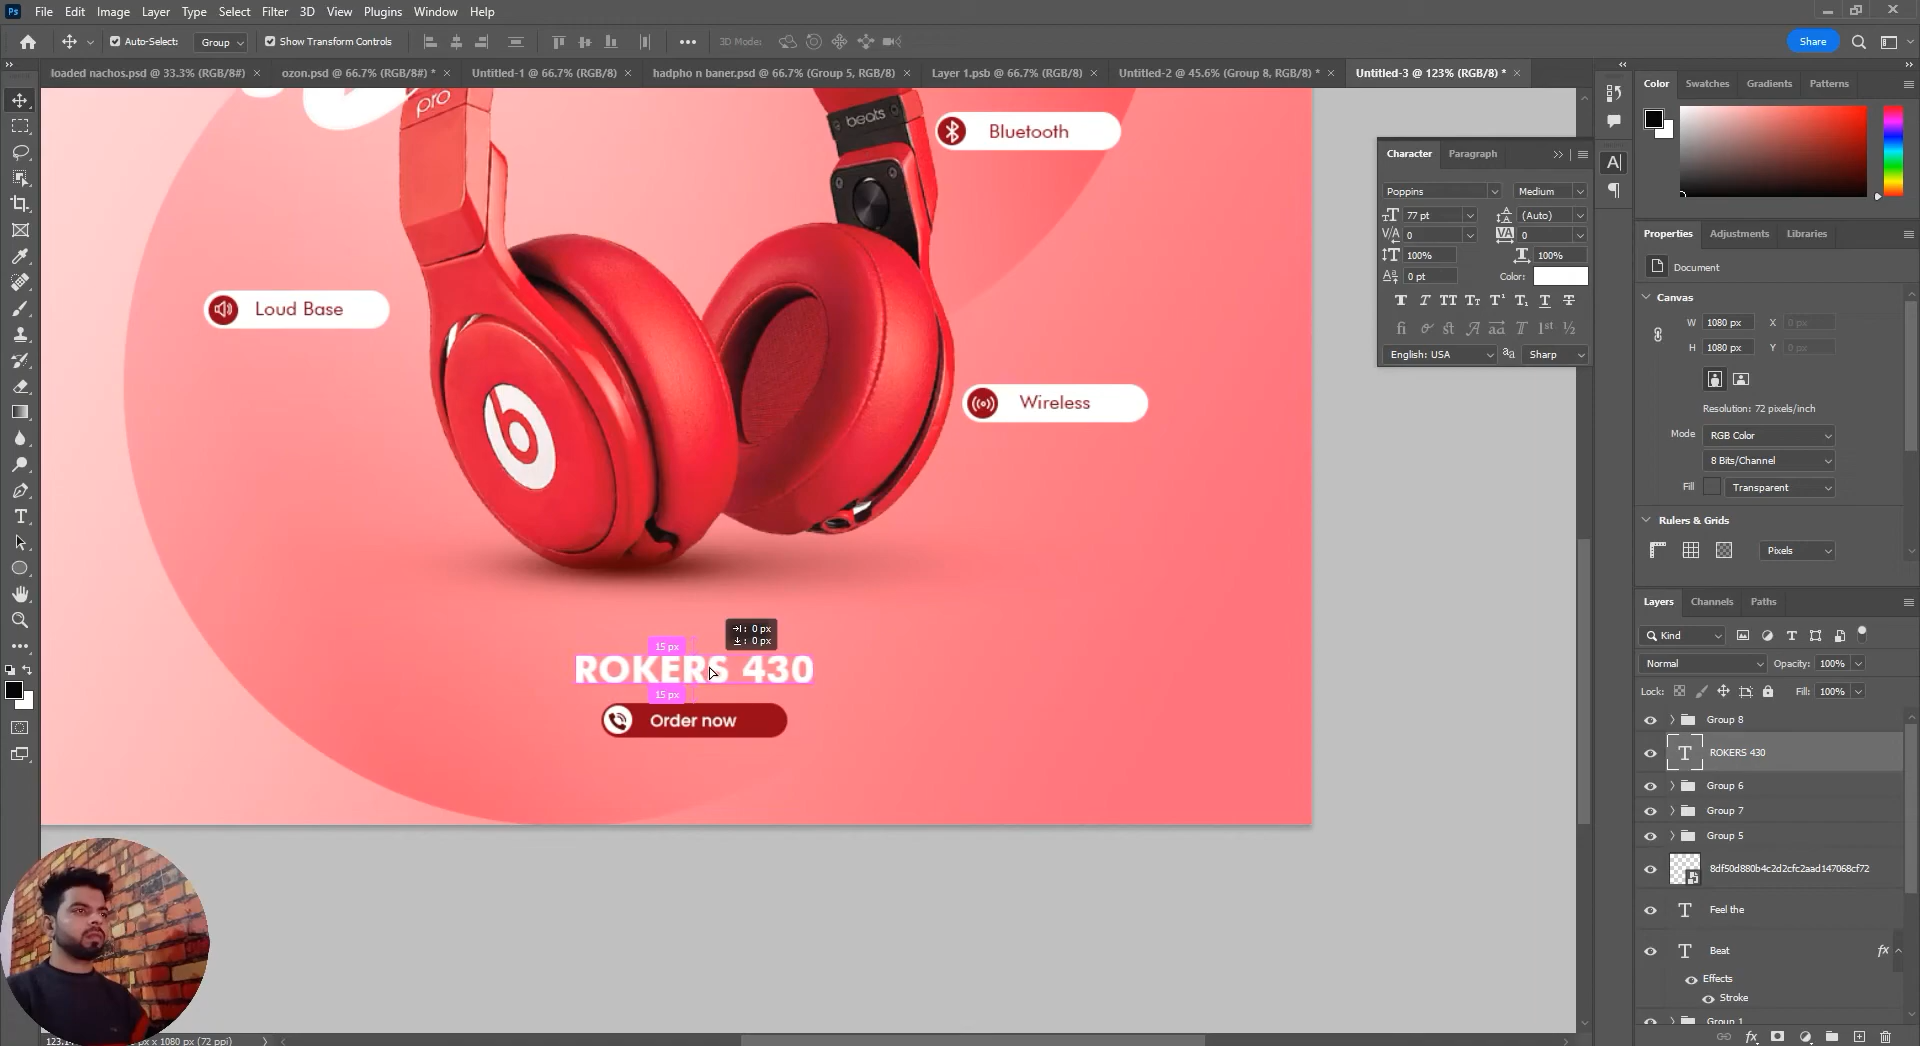 Ps File Edit Image Layer Type Select Filter 3D View Plugins Window Help
Auto-Select: Group Show Transform Controls 3D Mode: Share
loaded nachos.psd @ 33.3% (RGB/8#) × ozon.psd @ 66.7% (RGB/8#) * × Untitled-1 @ 66.7% (RGB/8) × hadpho n baner.psd @ 66.7% (Group 5, RGB/8) × Layer 1.psb @ 66.7% (RGB/8) × Untitled-2 @ 45.6% (Group 8, RGB/8) * × Untitled-3 @ 123% (RGB/8) * ×
pro
beats
Bluetooth
Loud Base
b
Wireless
15 px
0 px
0 px
ROKERS 430
15 px
Order now
Character Paragraph
Poppins Medium
77 pt (Auto)
0 0
100% 100%
0 pt Color:
English: USA Sharp
Color Swatches Gradients Patterns
Properties Adjustments Libraries
Document
Canvas
W 1080 px X 0 px
H 1080 px Y 0 px
Resolution: 72 pixels/inch
Mode RGB Color
8 Bits/Channel
Fill Transparent
Rulers & Grids
Pixels
Layers Channels Paths
Kind
Normal Opacity: 100%
Lock: Fill: 100%
Group 8
ROKERS 430
Group 6
Group 7
Group 5
8df50d880b4c2d2cfc2aad147068cf72
Feel the
Beat fx
Effects
Stroke
Group 1
px x 1080 px (72 ppi)